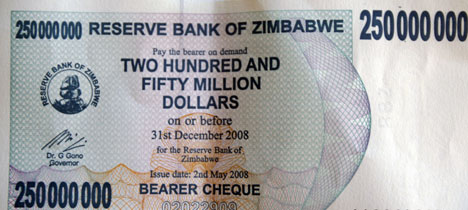 250000000 RESERVE BANK OF ZIMBABWE 250000000
Pay the bearer on demand
TWO HUNDRED AND
FIFTY MILLION
DOLLARS
on or before
31st December 2008
for the Reserve Bank of
Zimbabwe
RESERVE BANK OF ZIMBABWE
Dr. G Gono
Governor
Issue date: 2nd May 2008
250000000 BEARER CHEQUE